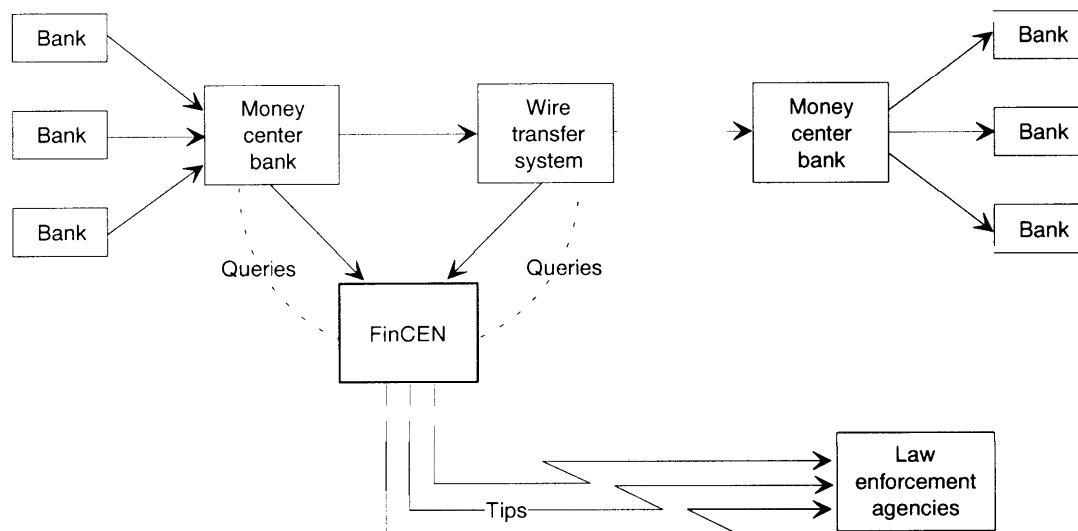 Bank
Bank
Bank
Money
center
bank
Wire
transfer
system
Money
center
bank
Bank
Bank
Bank
Queries
Queries
FinCEN
Law
enforcement
agencies
Tips